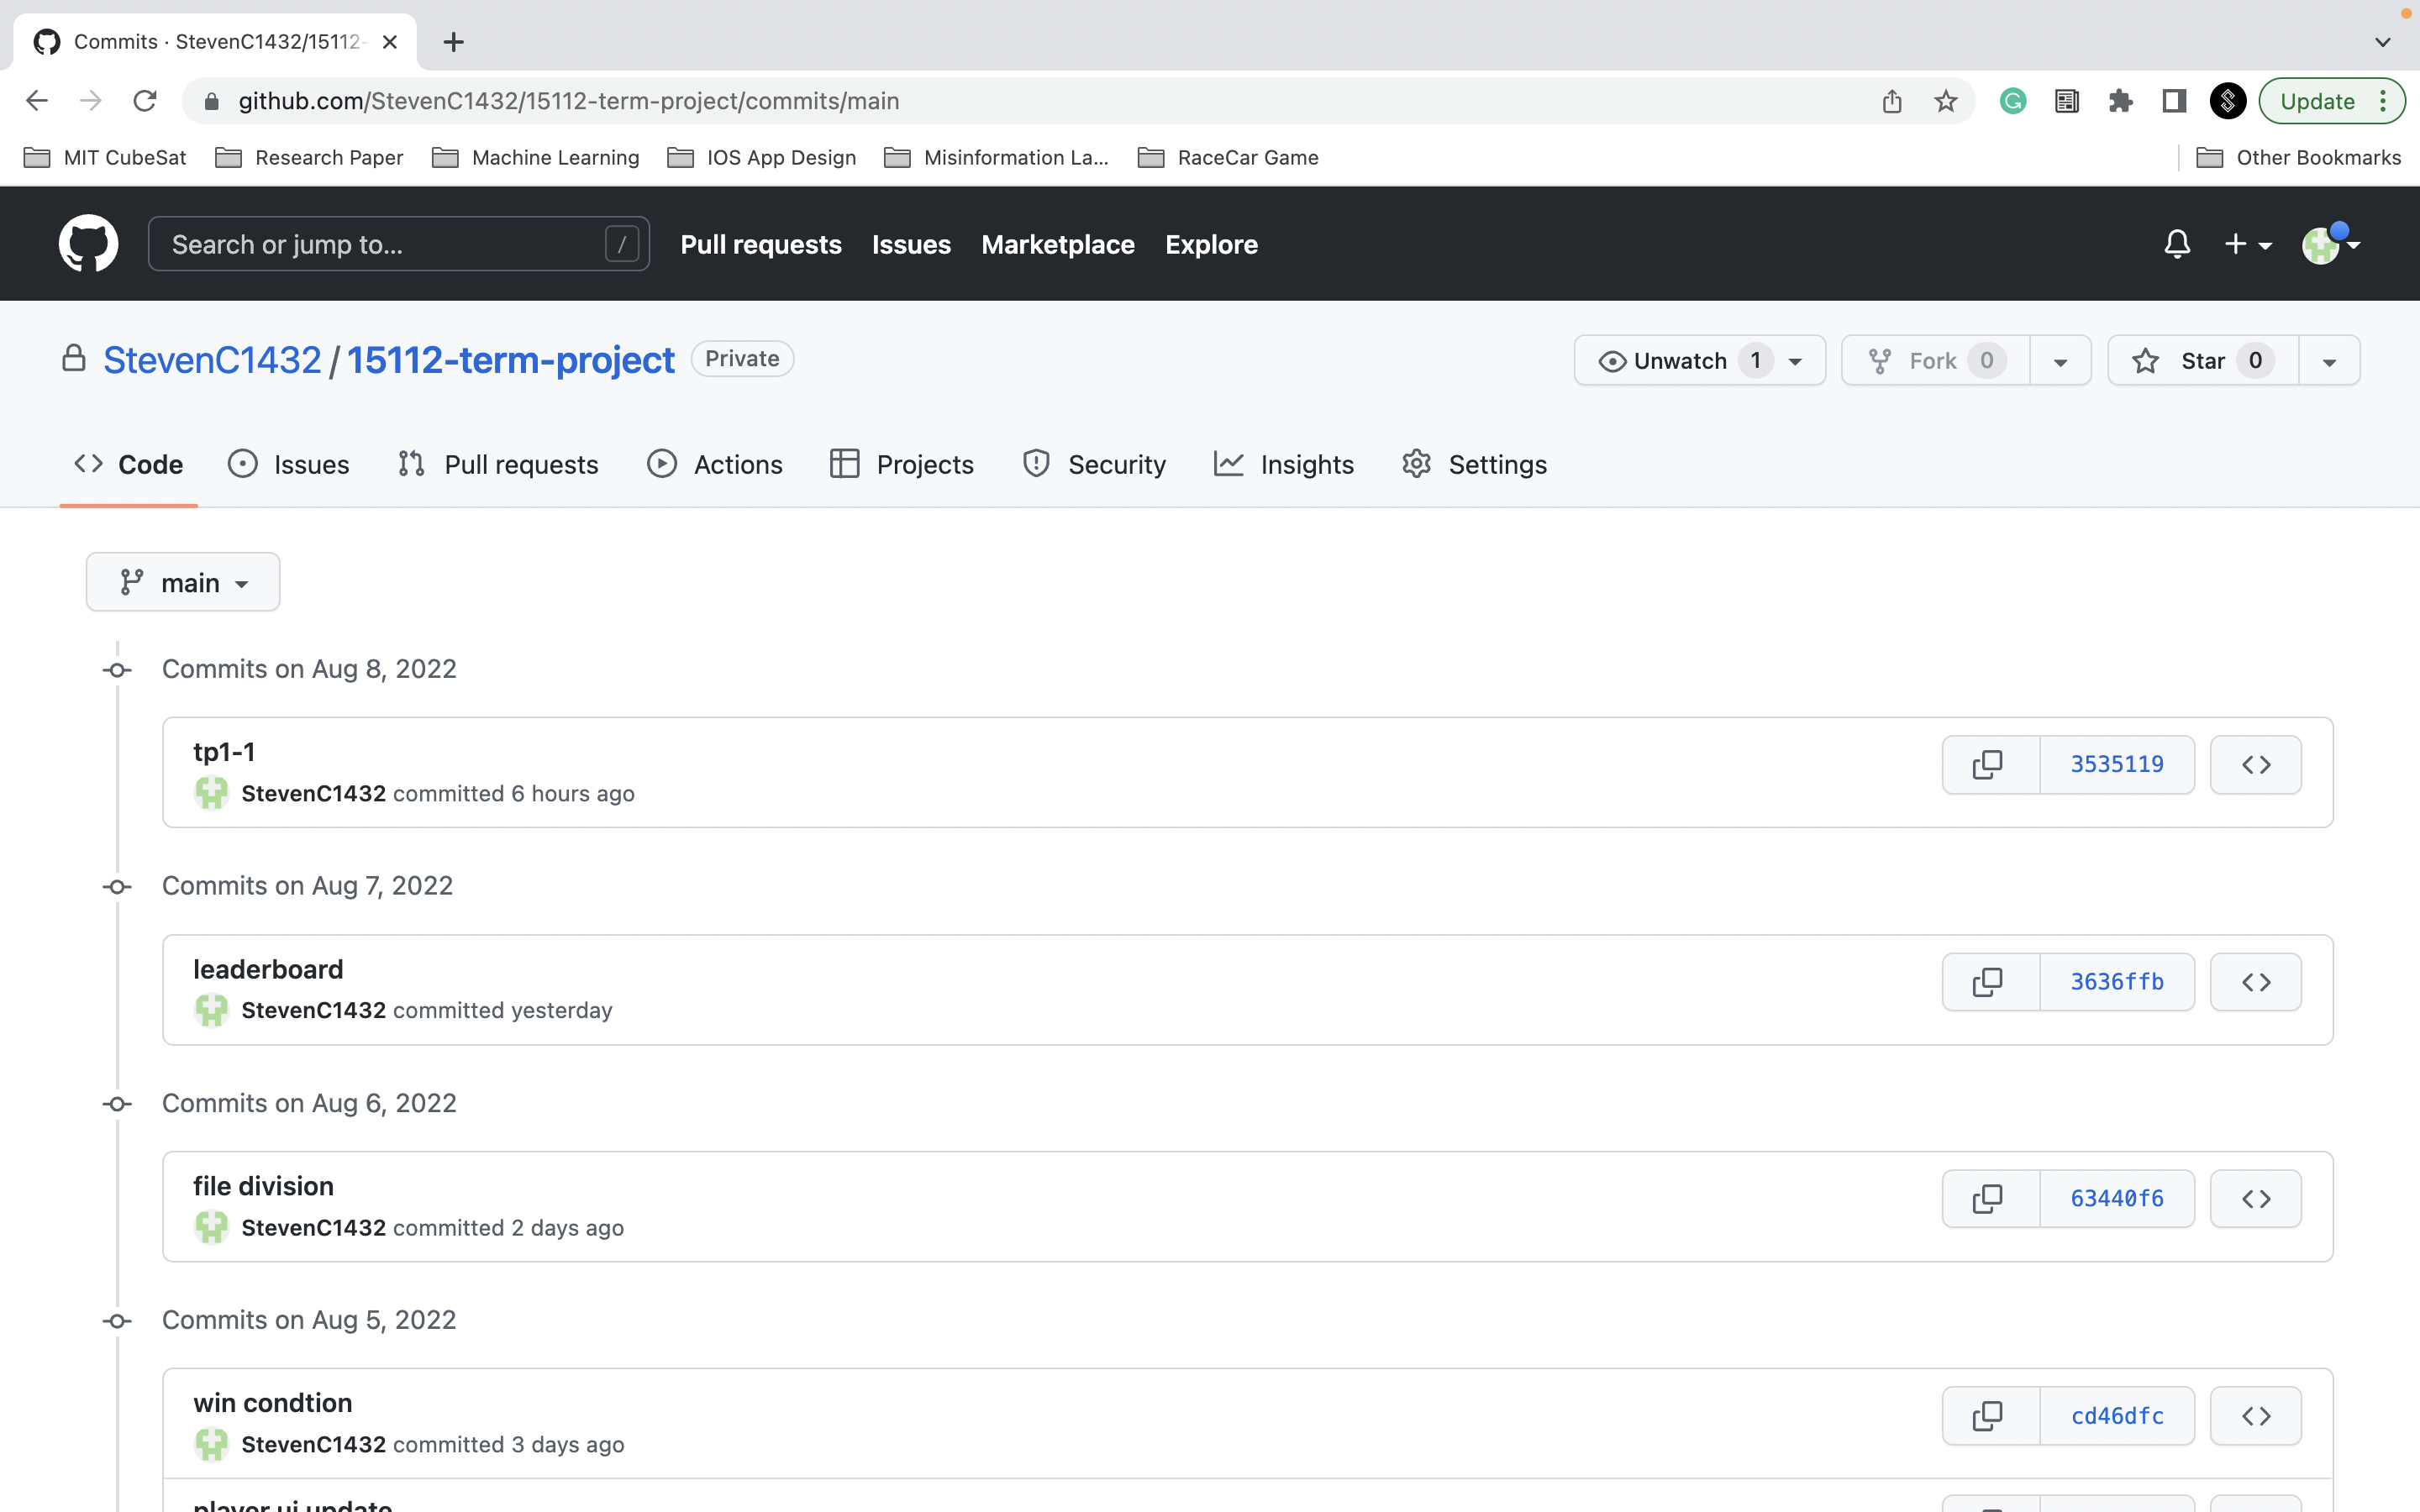 Commits · StevenC1432/15112-
github.com/StevenC1432/15112-term-project/commits/main
Update
MIT CubeSat Research Paper Machine Learning IOS App Design Misinformation La... RaceCar Game Other Bookmarks
Search or jump to... / Pull requests Issues Marketplace Explore
StevenC1432 / 15112-term-project Private Unwatch 1 Fork 0 Star 0
Code Issues Pull requests Actions Projects Security Insights Settings
main
Commits on Aug 8, 2022
tp1-1
StevenC1432 committed 6 hours ago
3535119
Commits on Aug 7, 2022
leaderboard
StevenC1432 committed yesterday
3636ffb
Commits on Aug 6, 2022
file division
StevenC1432 committed 2 days ago
63440f6
Commits on Aug 5, 2022
win condtion
StevenC1432 committed 3 days ago
cd46dfc
player ui update